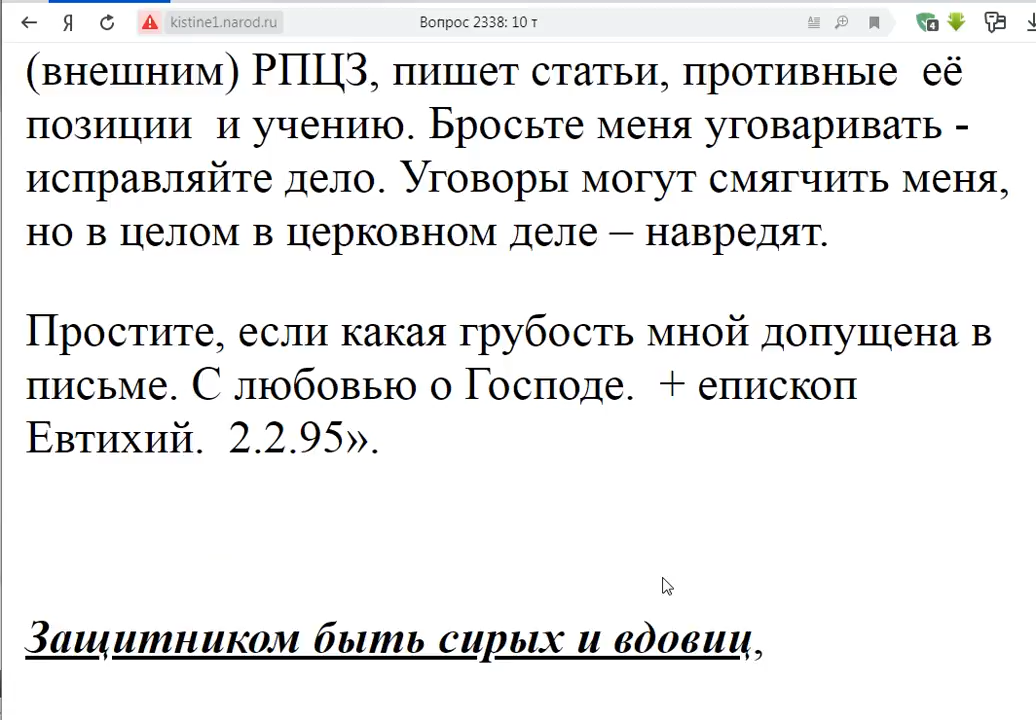 kistine1.narod.ru Вопрос 2338: 10 т 4
(внешним) РПЦЗ, пишет статьи, противные её
позиции и учению. Бросьте меня уговаривать -
исправляйте дело. Уговоры могут смягчить меня,
но в целом в церковном деле – навредят.
Простите, если какая грубость мной допущена в
письме. С любовью о Господе. + епископ
Евтихий. 2.2.95».
Защитником быть сирых и вдовиц,